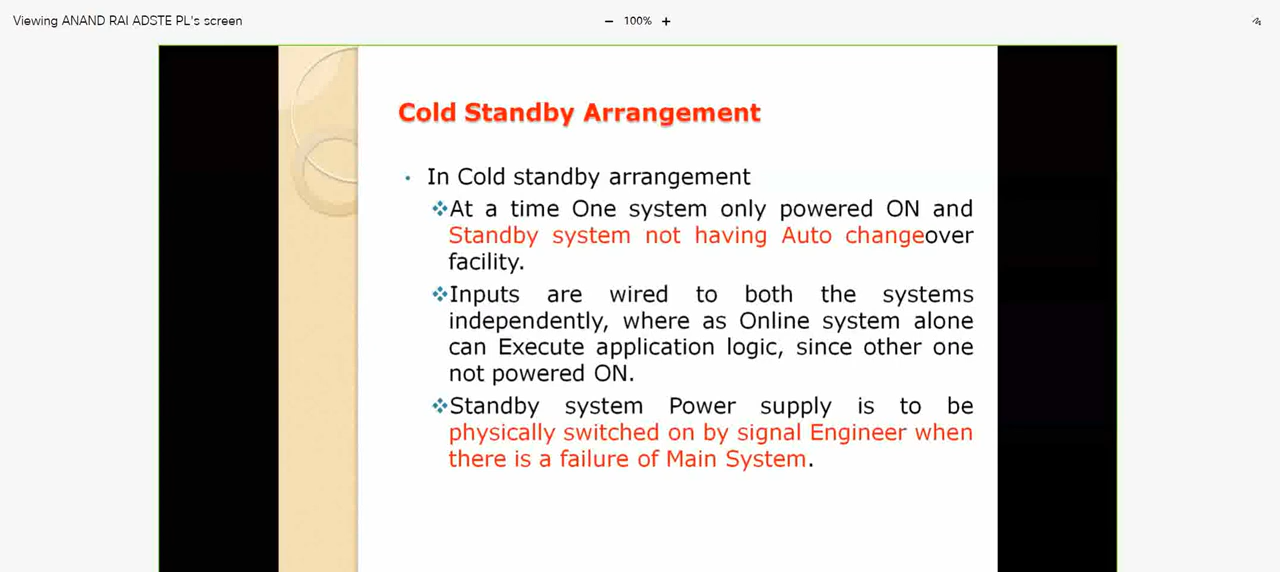 Viewing ANAND RAI ADSTE PL's screen
− 100% +
Cold Standby Arrangement
• In Cold standby arrangement
❖At a time One system only powered ON and
Standby system not having Auto changeover
facility.
❖Inputs are wired to both the systems
independently, where as Online system alone
can Execute application logic, since other one
not powered ON.
❖Standby system Power supply is to be
physically switched on by signal Engineer when
there is a failure of Main System.